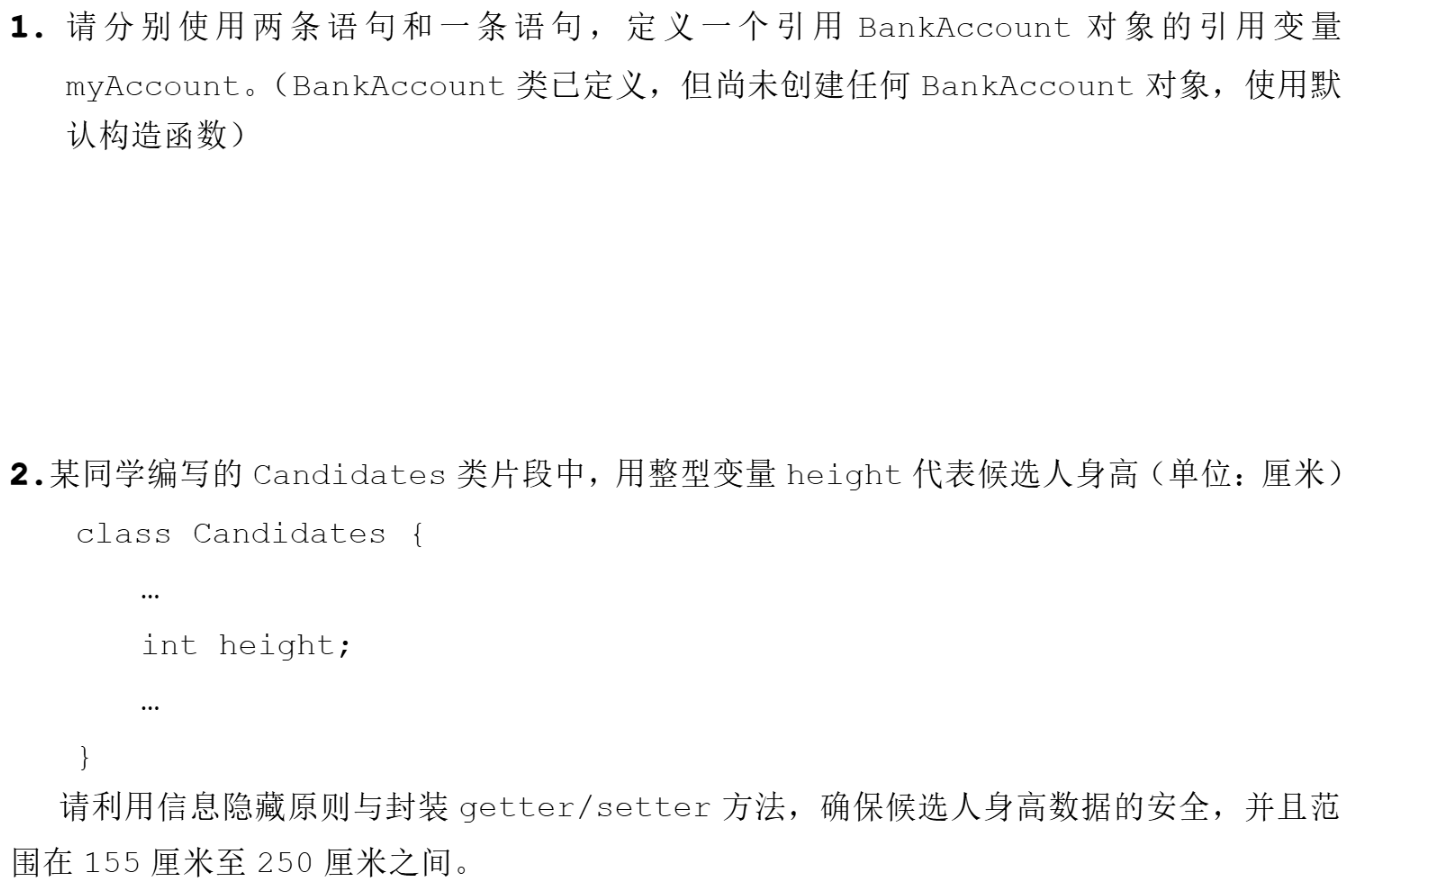 1. 请分别使用两条语句和一条语句，定义一个引用 BankAccount 对象的引用变量
myAccount。（BankAccount 类已定义，但尚未创建任何 BankAccount 对象，使用默
认构造函数）
2.某同学编写的 Candidates 类片段中，用整型变量 height 代表候选人身高（单位：厘米）
class Candidates {
…
int height;
…
}
请利用信息隐藏原则与封装 getter/setter 方法，确保候选人身高数据的安全，并且范
围在 155 厘米至 250 厘米之间。